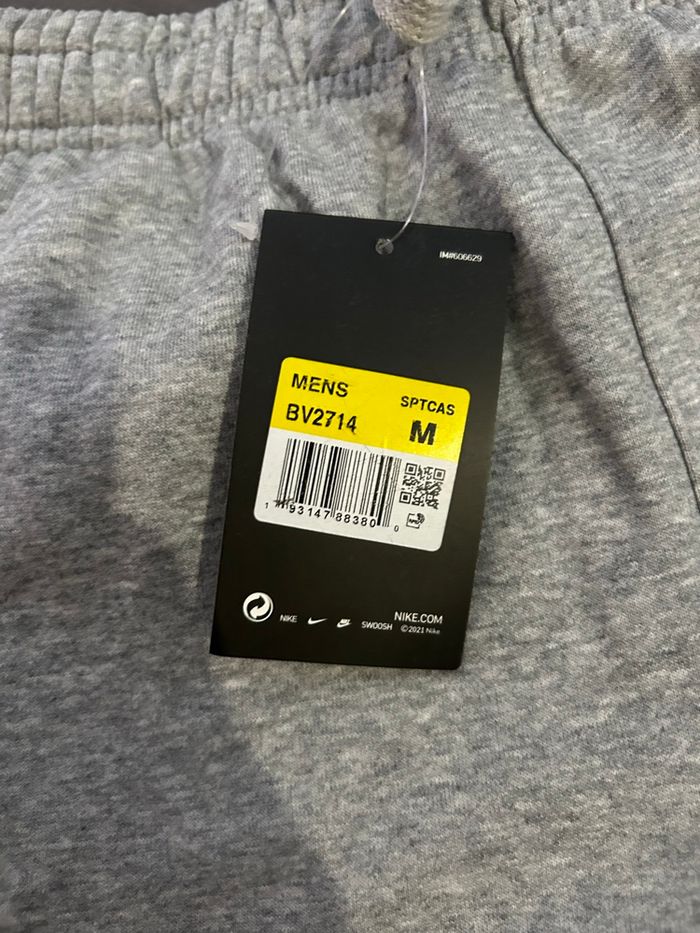 IM#606629
MENS
SPTCAS
BV2714
M
1 93147 88380 0
NIKE
SWOOSH
NIKE.COM
©2021 Nike